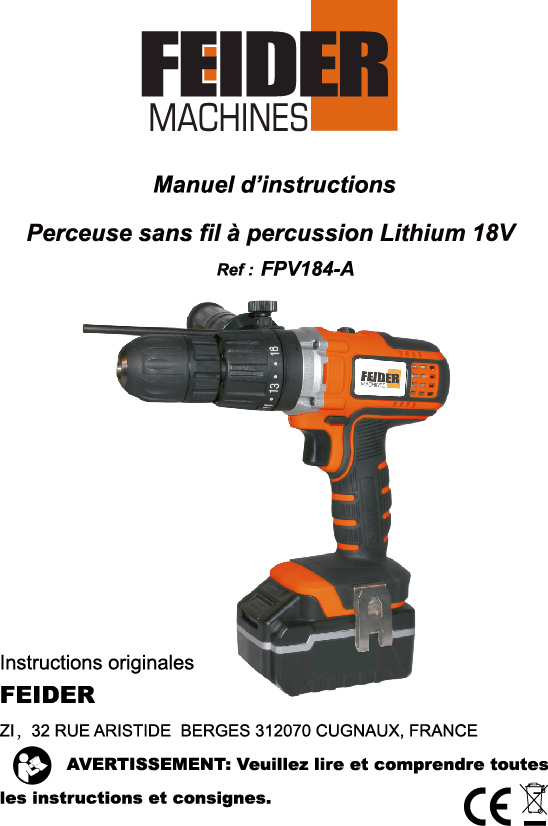 FEIDER
MACHINES
Manuel d’instructions
Perceuse sans fil à percussion Lithium 18V
Ref : FPV184-A
13 • • 18
FEIDER
MACHINES
Instructions originales
FEIDER
ZI， 32 RUE ARISTIDE BERGES 312070 CUGNAUX, FRANCE
AVERTISSEMENT: Veuillez lire et comprendre toutes
les instructions et consignes.
CE